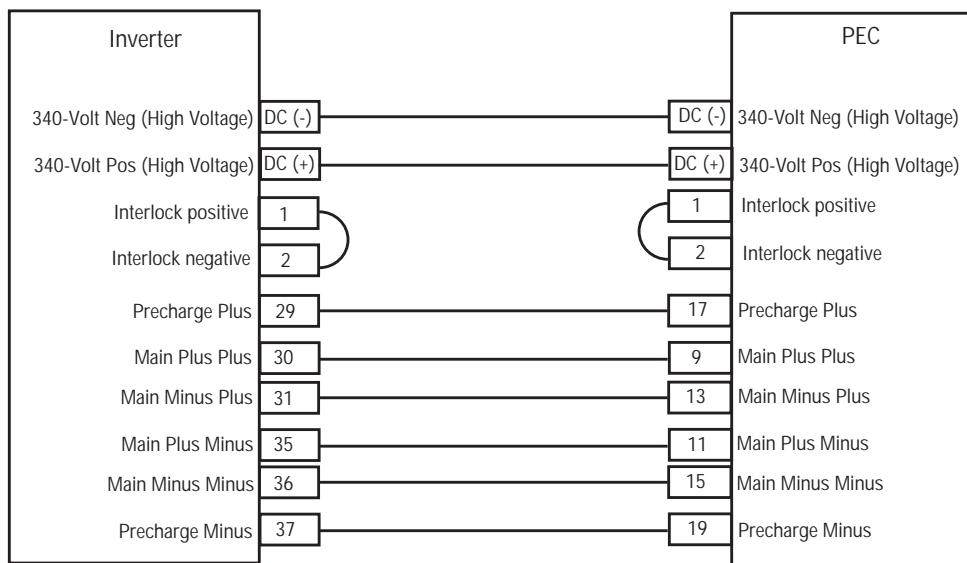 Inverter PEC
340-Volt Neg (High Voltage) DC (-) DC (-) 340-Volt Neg (High Voltage)
340-Volt Pos (High Voltage) DC (+) DC (+) 340-Volt Pos (High Voltage)
Interlock positive 1 1 Interlock positive
Interlock negative 2 2 Interlock negative
Precharge Plus 29 17 Precharge Plus
Main Plus Plus 30 9 Main Plus Plus
Main Minus Plus 31 13 Main Minus Plus
Main Plus Minus 35 11 Main Plus Minus
Main Minus Minus 36 15 Main Minus Minus
Precharge Minus 37 19 Precharge Minus